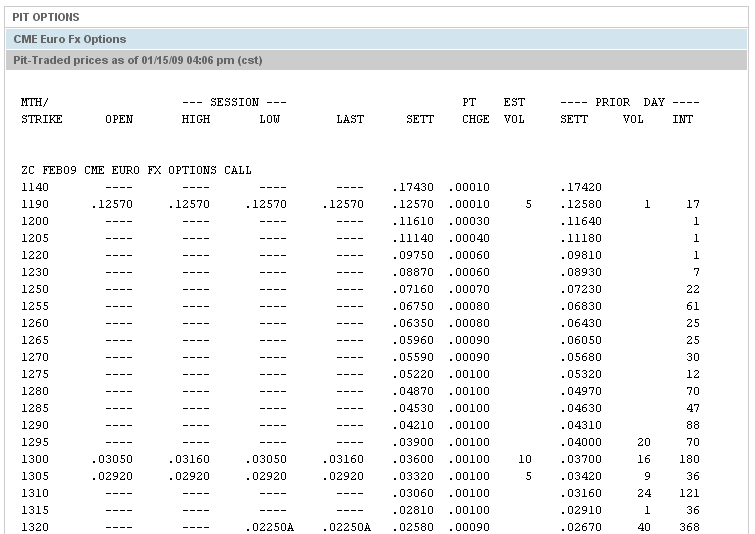 PIT OPTIONS
CME Euro Fx Options
Pit-Traded prices as of 01/15/09 04:06 pm (cst)
MTH/ --- SESSION --- PT EST ---- PRIOR DAY ----
STRIKE OPEN HIGH LOW LAST SETT CHGE VOL SETT VOL INT
ZC FEB09 CME EURO FX OPTIONS CALL
1140 ---- ---- ---- ---- .17430 .00010 .17420
1190 .12570 .12570 .12570 .12570 .12570 .00010 5 .12580 1 17
1200 ---- ---- ---- ---- .11610 .00030 .11640 1
1205 ---- ---- ---- ---- .11140 .00040 .11180 1
1220 ---- ---- ---- ---- .09750 .00060 .09810 1
1230 ---- ---- ---- ---- .08870 .00060 .08930 7
1250 ---- ---- ---- ---- .07160 .00070 .07230 22
1255 ---- ---- ---- ---- .06750 .00080 .06830 61
1260 ---- ---- ---- ---- .06350 .00080 .06430 25
1265 ---- ---- ---- ---- .05960 .00090 .06050 25
1270 ---- ---- ---- ---- .05590 .00090 .05680 30
1275 ---- ---- ---- ---- .05220 .00100 .05320 12
1280 ---- ---- ---- ---- .04870 .00100 .04970 70
1285 ---- ---- ---- ---- .04530 .00100 .04630 47
1290 ---- ---- ---- ---- .04210 .00100 .04310 88
1295 ---- ---- ---- ---- .03900 .00100 .04000 20 70
1300 .03050 .03160 .03050 .03160 .03600 .00100 10 .03700 16 180
1305 .02920 .02920 .02920 .02920 .03320 .00100 5 .03420 9 36
1310 ---- ---- ---- ---- .03060 .00100 .03160 24 121
1315 ---- ---- ---- ---- .02810 .00100 .02910 1 36
1320 ---- ---- .02250A .02250A .02580 .00090 .02670 40 368